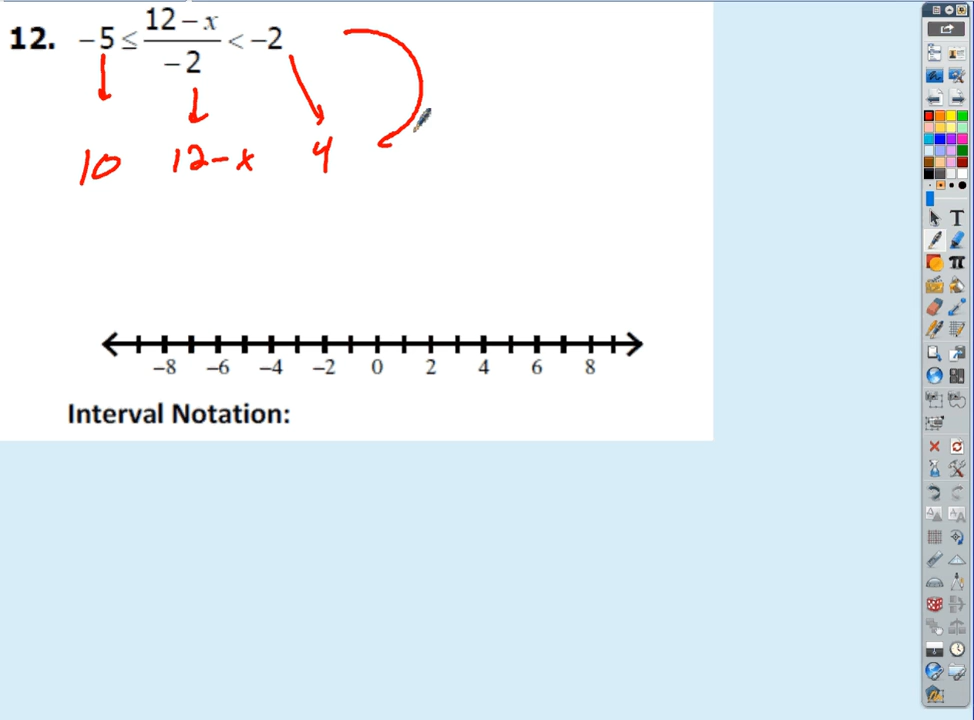 12. -5 ≤ (12 - x)/(-2) < -2
10 12-x 4
-8 -6 -4 -2 0 2 4 6 8
Interval Notation: